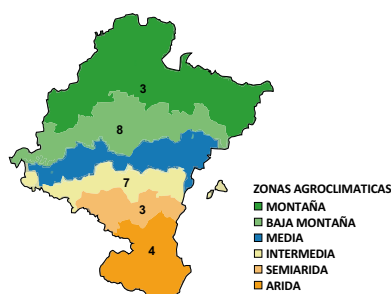 3
8
7
3
4
ZONAS AGROCLIMATICAS
MONTAÑA
BAJA MONTAÑA
MEDIA
INTERMEDIA
SEMIARIDA
ARIDA